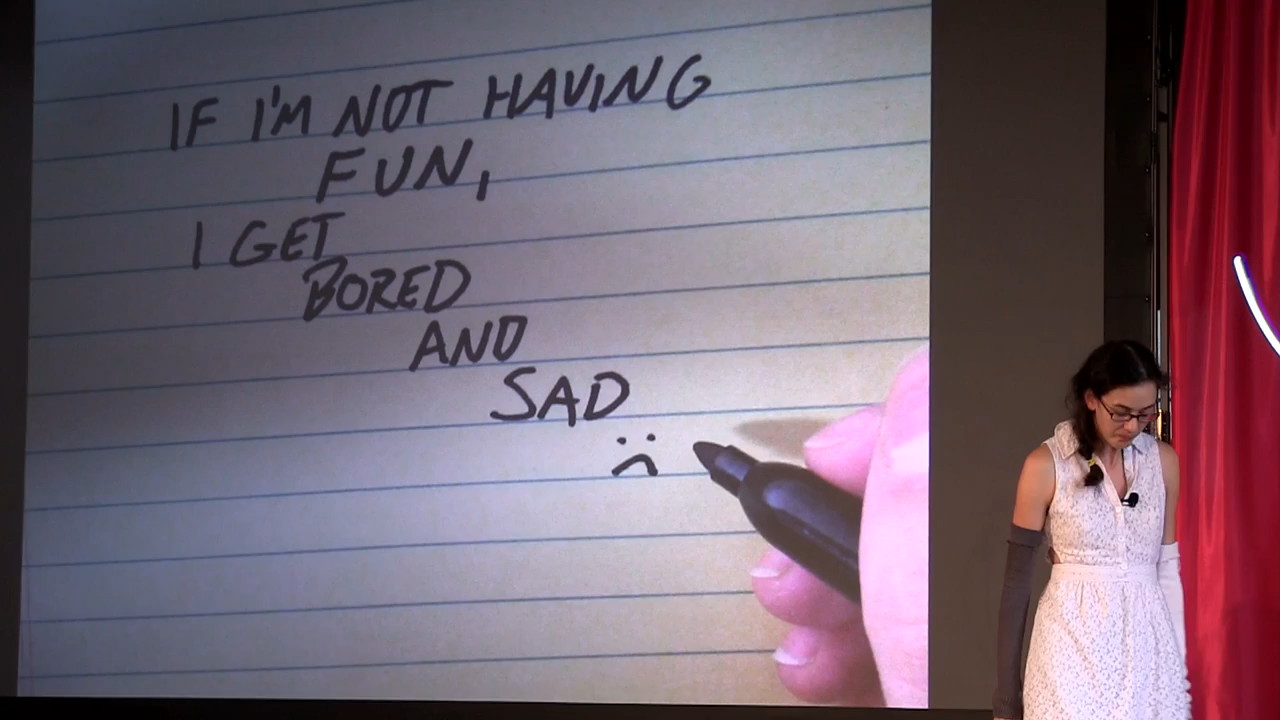 IF I'M NOT HAVING
FUN,
I GET
BORED
AND
SAD
:(